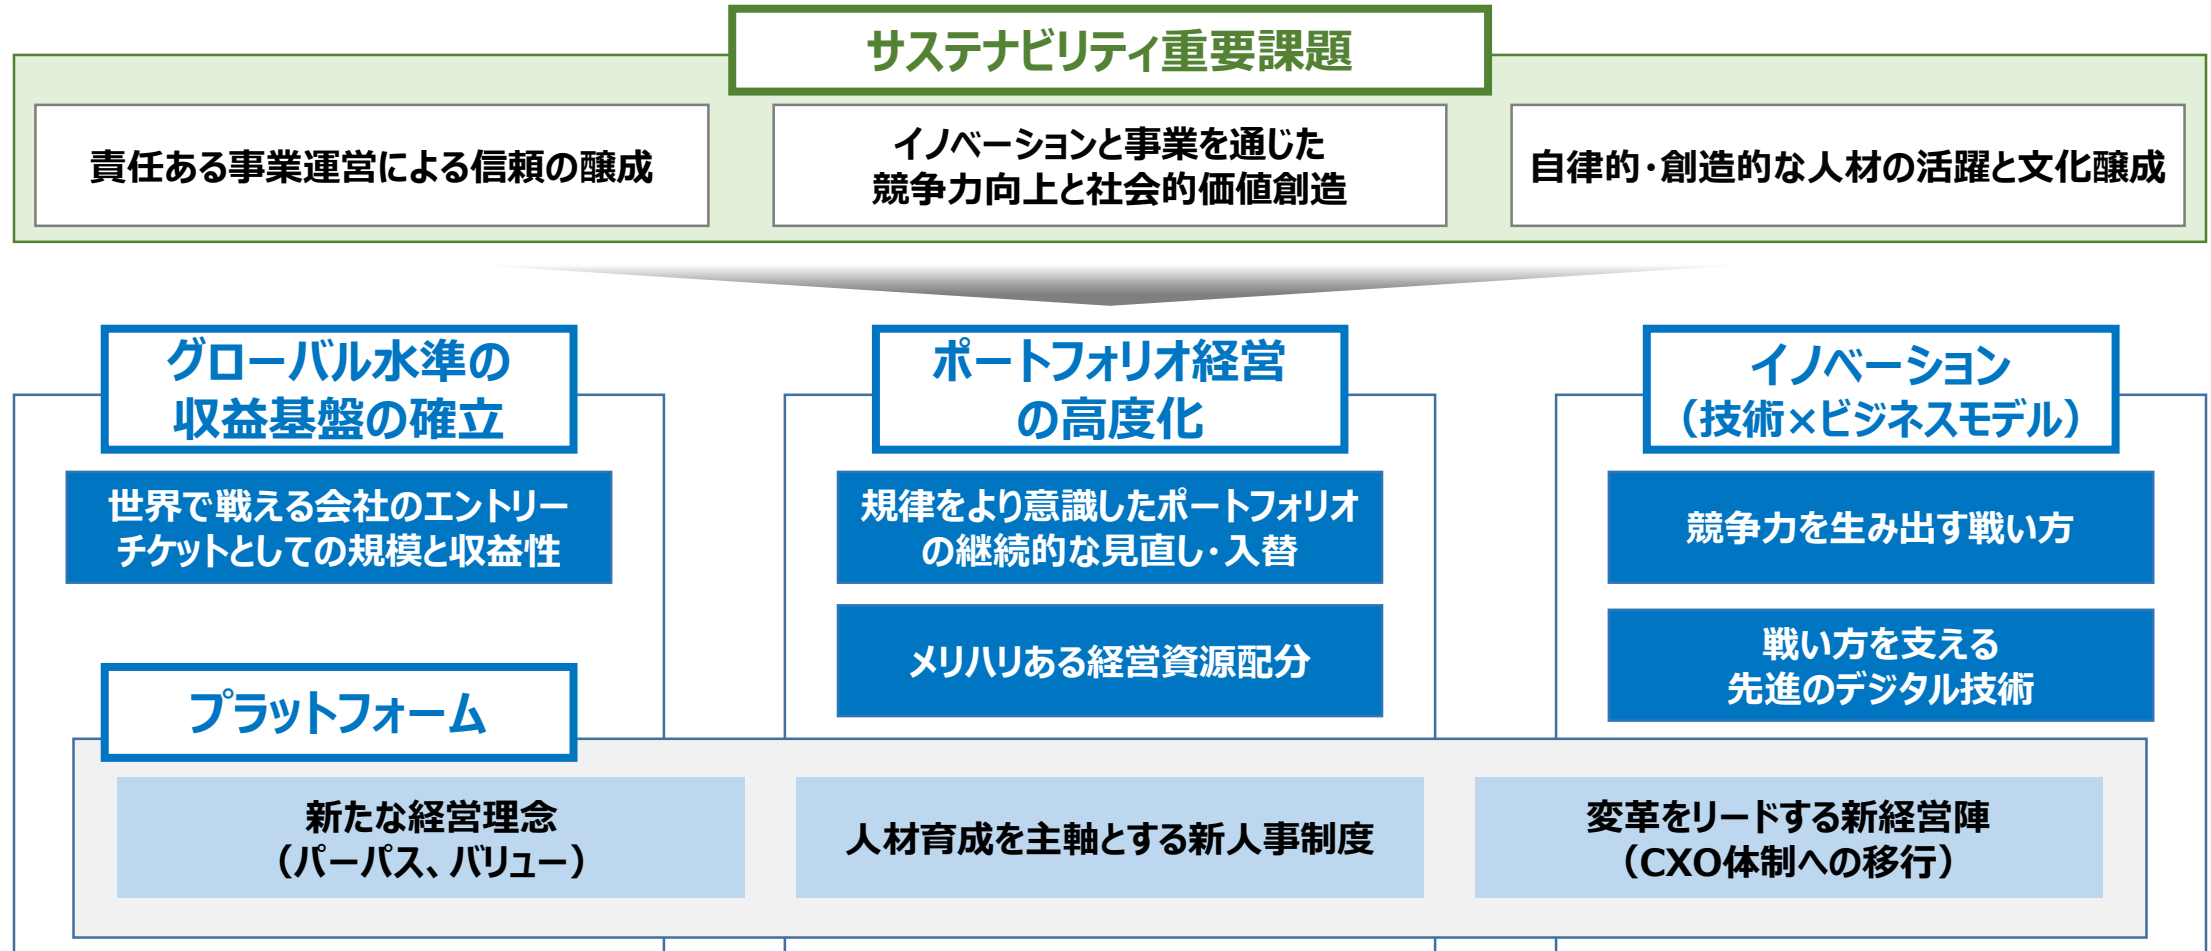 サステナビリティ重要課題
責任ある事業運営による信頼の醸成
イノベーションと事業を通じた
競争力向上と社会的価値創造
自律的・創造的な人材の活躍と文化醸成
グローバル水準の
収益基盤の確立
世界で戦える会社のエントリー
チケットとしての規模と収益性
ポートフォリオ経営
の高度化
規律をより意識したポートフォリオ
の継続的な見直し・入替
メリハリある経営資源配分
イノベーション
（技術×ビジネスモデル）
競争力を生み出す戦い方
戦い方を支える
先進のデジタル技術
プラットフォーム
新たな経営理念
（パーパス、バリュー）
人材育成を主軸とする新人事制度
変革をリードする新経営陣
（CXO体制への移行）